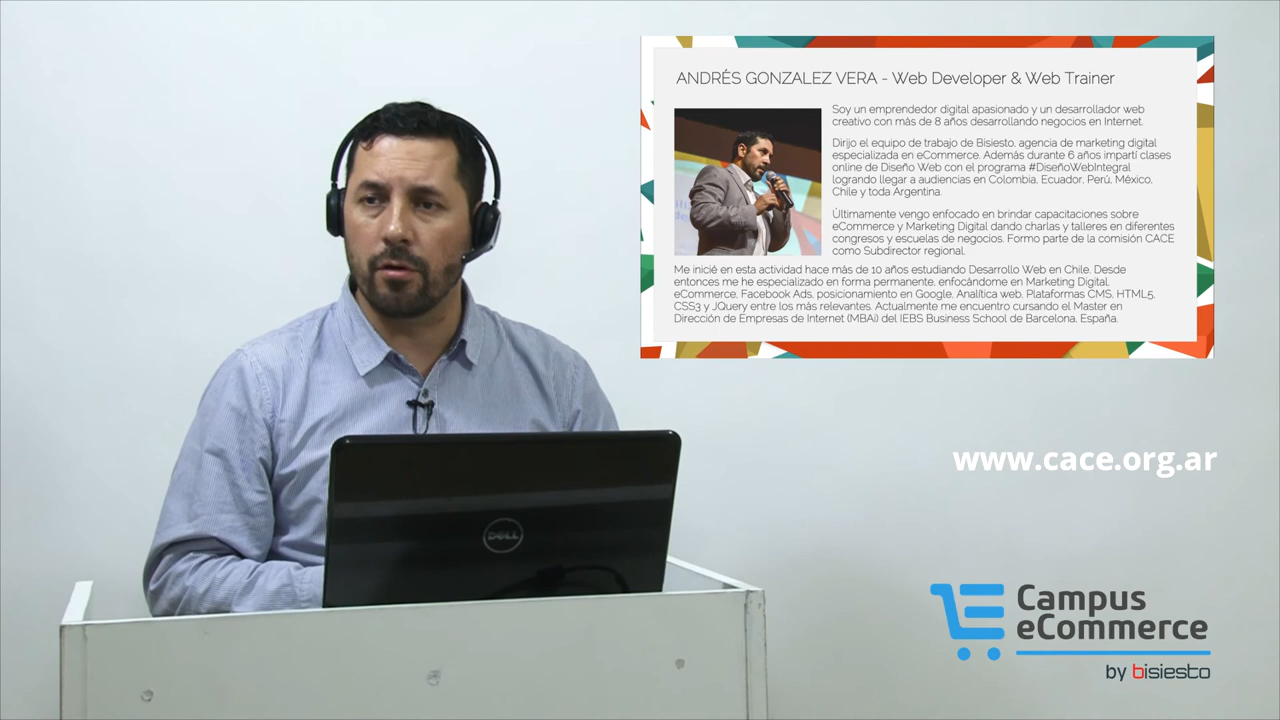 ANDRÉS GONZALEZ VERA - Web Developer & Web Trainer
Soy un emprendedor digital apasionado y un desarrollador web
creativo con màs de 8 años desarrollando negocios en Internet.
Dirijo el equipo de trabajo de Bisiesto, agencia de marketing digital
especializada en eCommerce. Además durante 6 años impartí clases
online de Diseño Web con el programa #DiseñoWebIntegral
logrando llegar a audiencias en Colombia, Ecuador, Perú, México,
Chile y toda Argentina.
Últimamente vengo enfocado en brindar capacitaciones sobre
eCommerce y Marketing Digital dando charlas y talleres en diferentes
congresos y escuelas de negocios. Formo parte de la comisión CACE
como Subdirector regional.
Me inicié en esta actividad hace más de 10 años estudiando Desarrollo Web en Chile. Desde
entonces me he especializado en forma permanente, enfocándome en Marketing Digital,
eCommerce, Facebook Ads, posicionamiento en Google, Analítica web, Plataformas CMS, HTML5,
CSS3 y JQuery entre los más relevantes. Actualmente me encuentro cursando el Master en
Dirección de Empresas de Internet (MBAi) del IEBS Business School de Barcelona, España.
www.cace.org.ar
DELL
Campus
eCommerce
by bisiesto